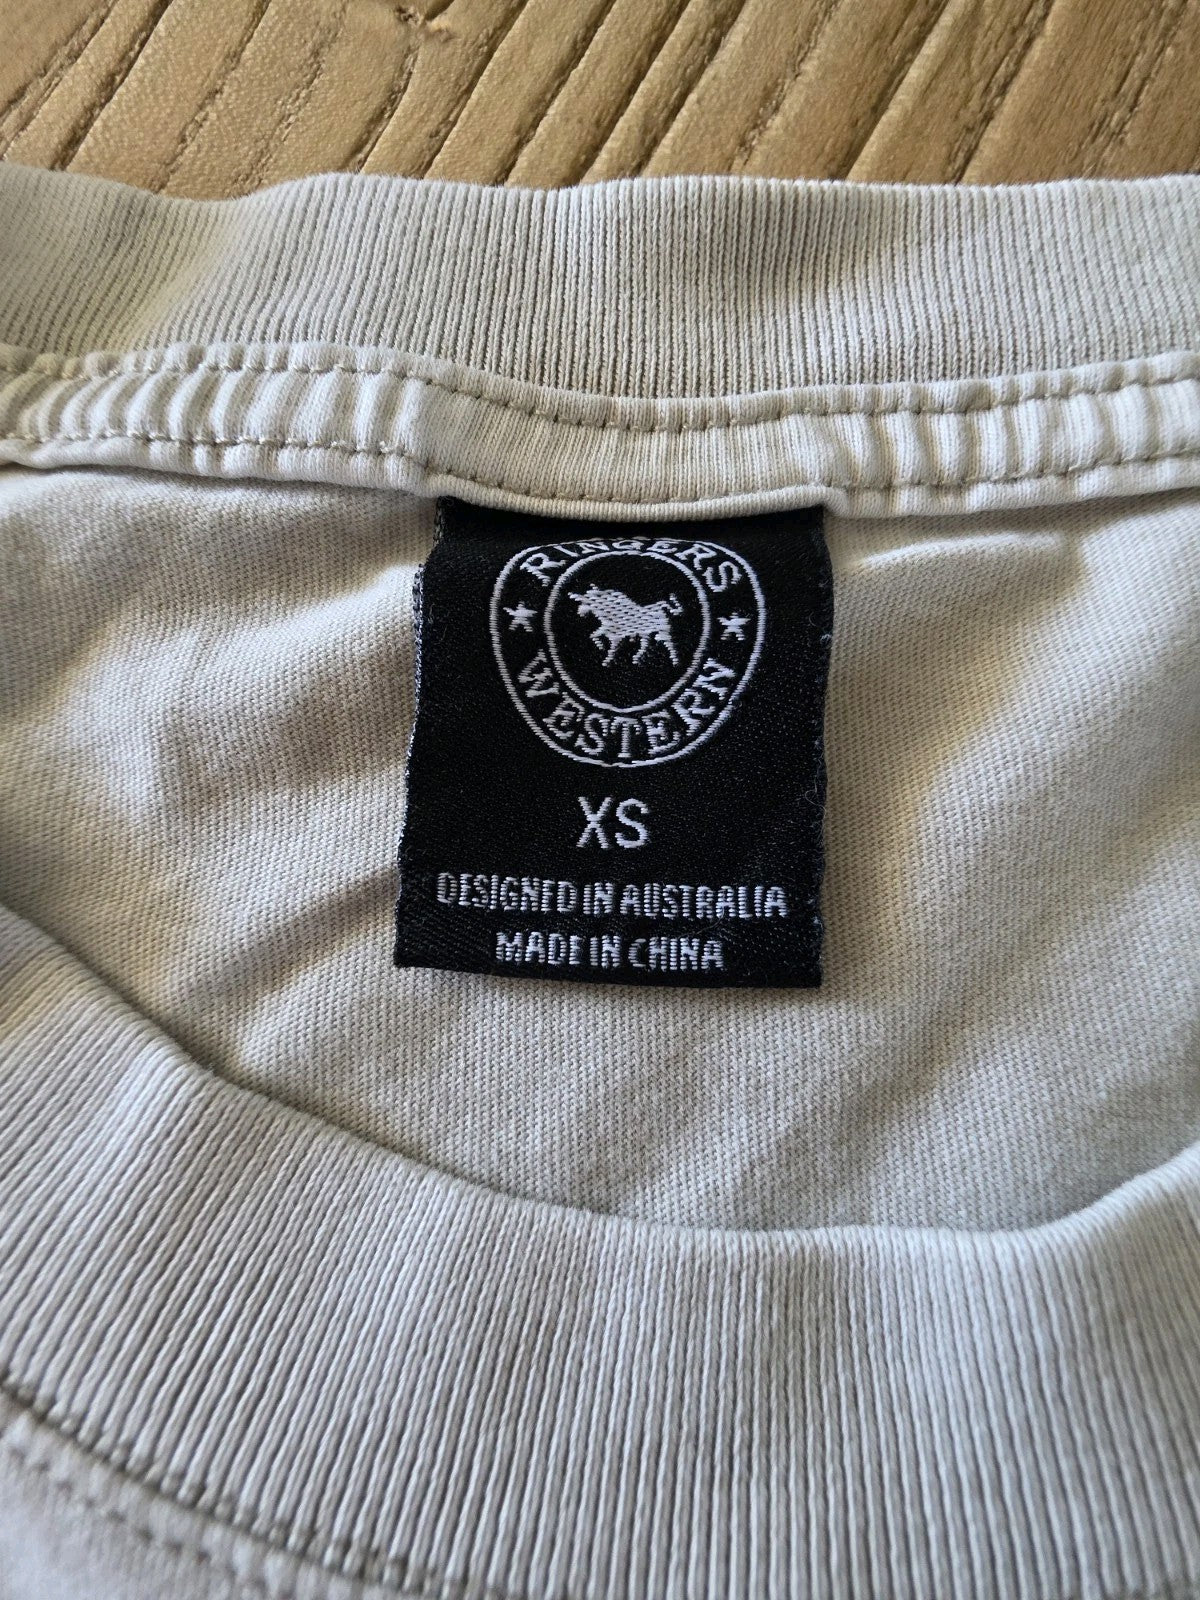 RINGERS
WESTERN
XS
DESIGNED IN AUSTRALIA
MADE IN CHINA